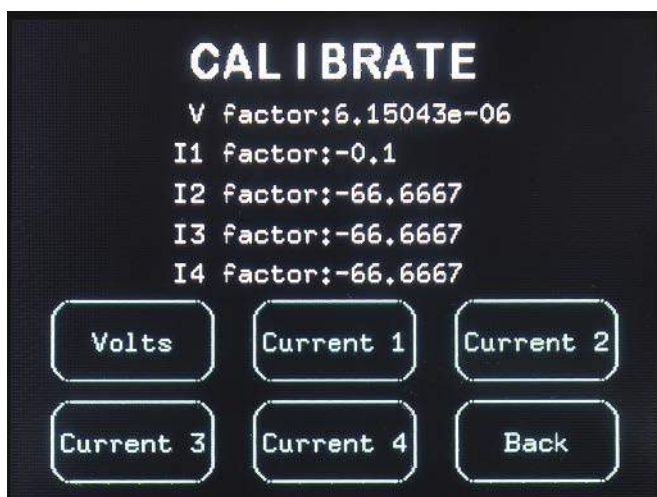 CALIBRATE
V factor:6.15043e-06
I1 factor:-0.1
I2 factor:-66.6667
I3 factor:-66.6667
I4 factor:-66.6667
Volts
Current 1
Current 2
Current 3
Current 4
Back